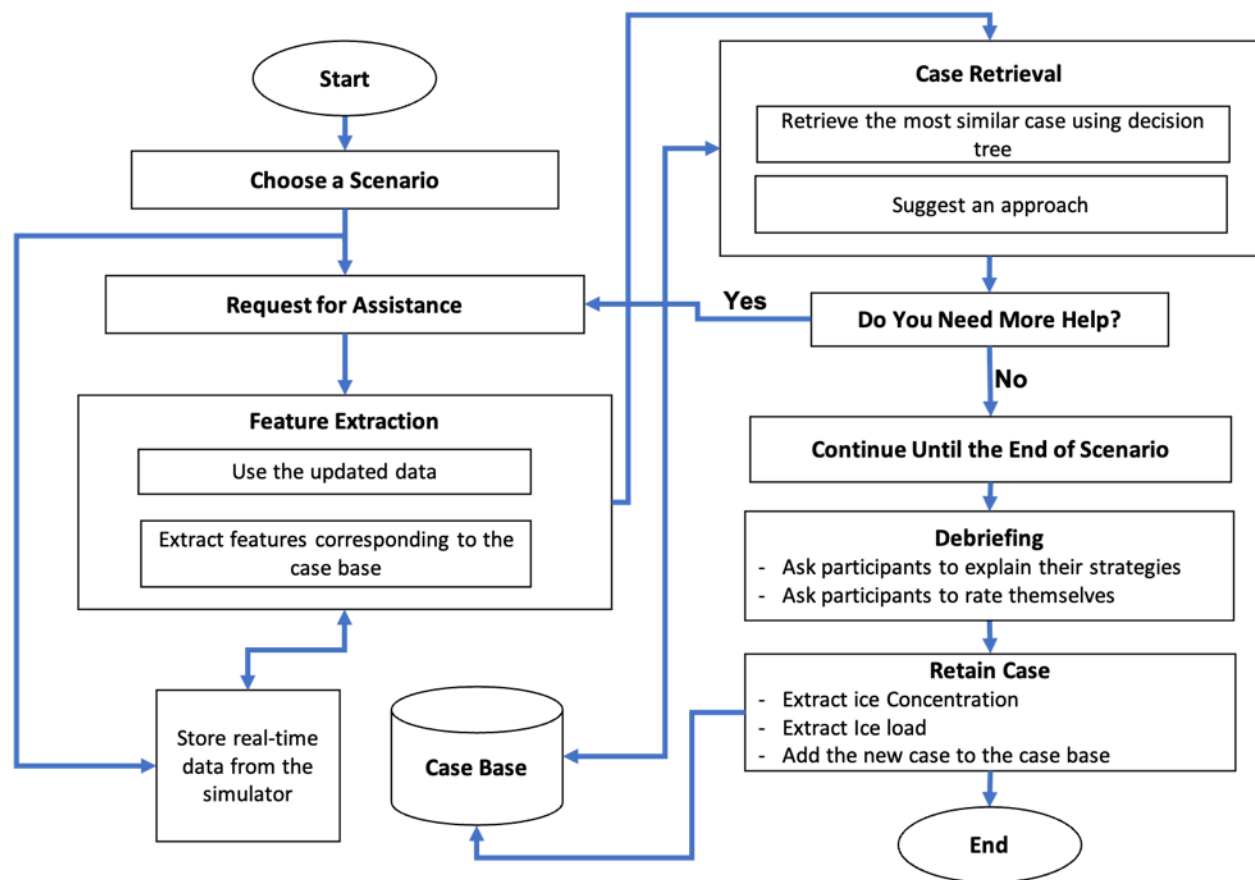 Start
Choose a Scenario
Request for Assistance
Feature Extraction
Use the updated data
Extract features corresponding to the
case base
Store real-time
data from the
simulator
Case Base
Case Retrieval
Retrieve the most similar case using decision
tree
Suggest an approach
Yes
Do You Need More Help?
No
Continue Until the End of Scenario
Debriefing
- Ask participants to explain their strategies
- Ask participants to rate themselves
Retain Case
- Extract ice Concentration
- Extract Ice load
- Add the new case to the case base
End